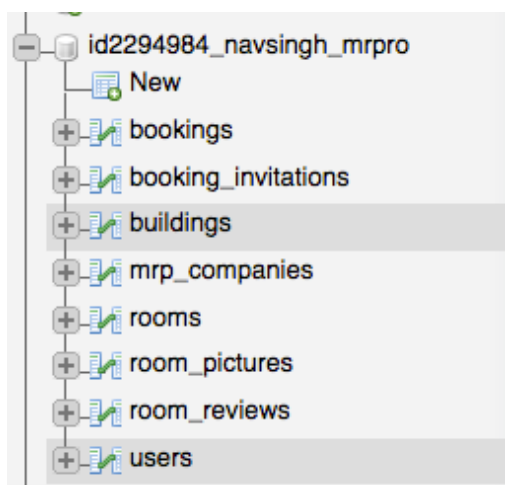 id2294984_navsingh_mrpro
New
bookings
booking_invitations
buildings
mrp_companies
rooms
room_pictures
room_reviews
users